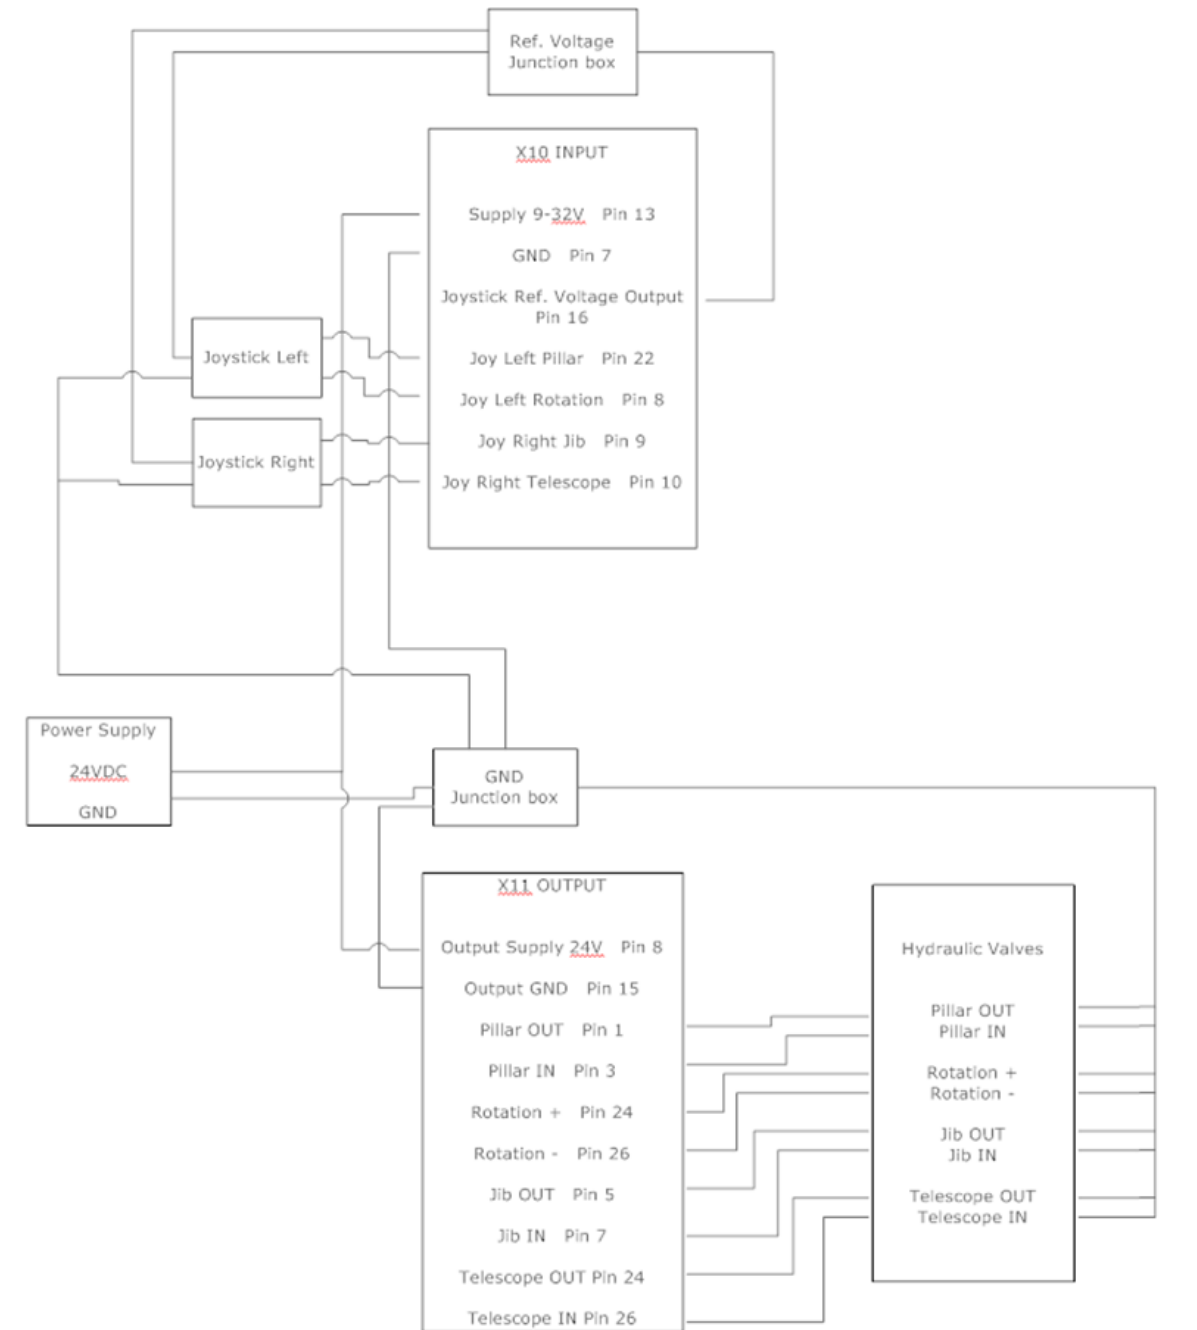 Ref. Voltage
Junction box
X10 INPUT
Supply 9-32V Pin 13
GND Pin 7
Joystick Ref. Voltage Output
Pin 16
Joy Left Pillar Pin 22
Joy Left Rotation Pin 8
Joy Right Jib Pin 9
Joy Right Telescope Pin 10
Joystick Left
Joystick Right
Power Supply
24VDC
GND
GND
Junction box
X11 OUTPUT
Output Supply 24V Pin 8
Output GND Pin 15
Pillar OUT Pin 1
Pillar IN Pin 3
Rotation + Pin 24
Rotation - Pin 26
Jib OUT Pin 5
Jib IN Pin 7
Telescope OUT Pin 24
Telescope IN Pin 26
Hydraulic Valves
Pillar OUT
Pillar IN
Rotation +
Rotation -
Jib OUT
Jib IN
Telescope OUT
Telescope IN